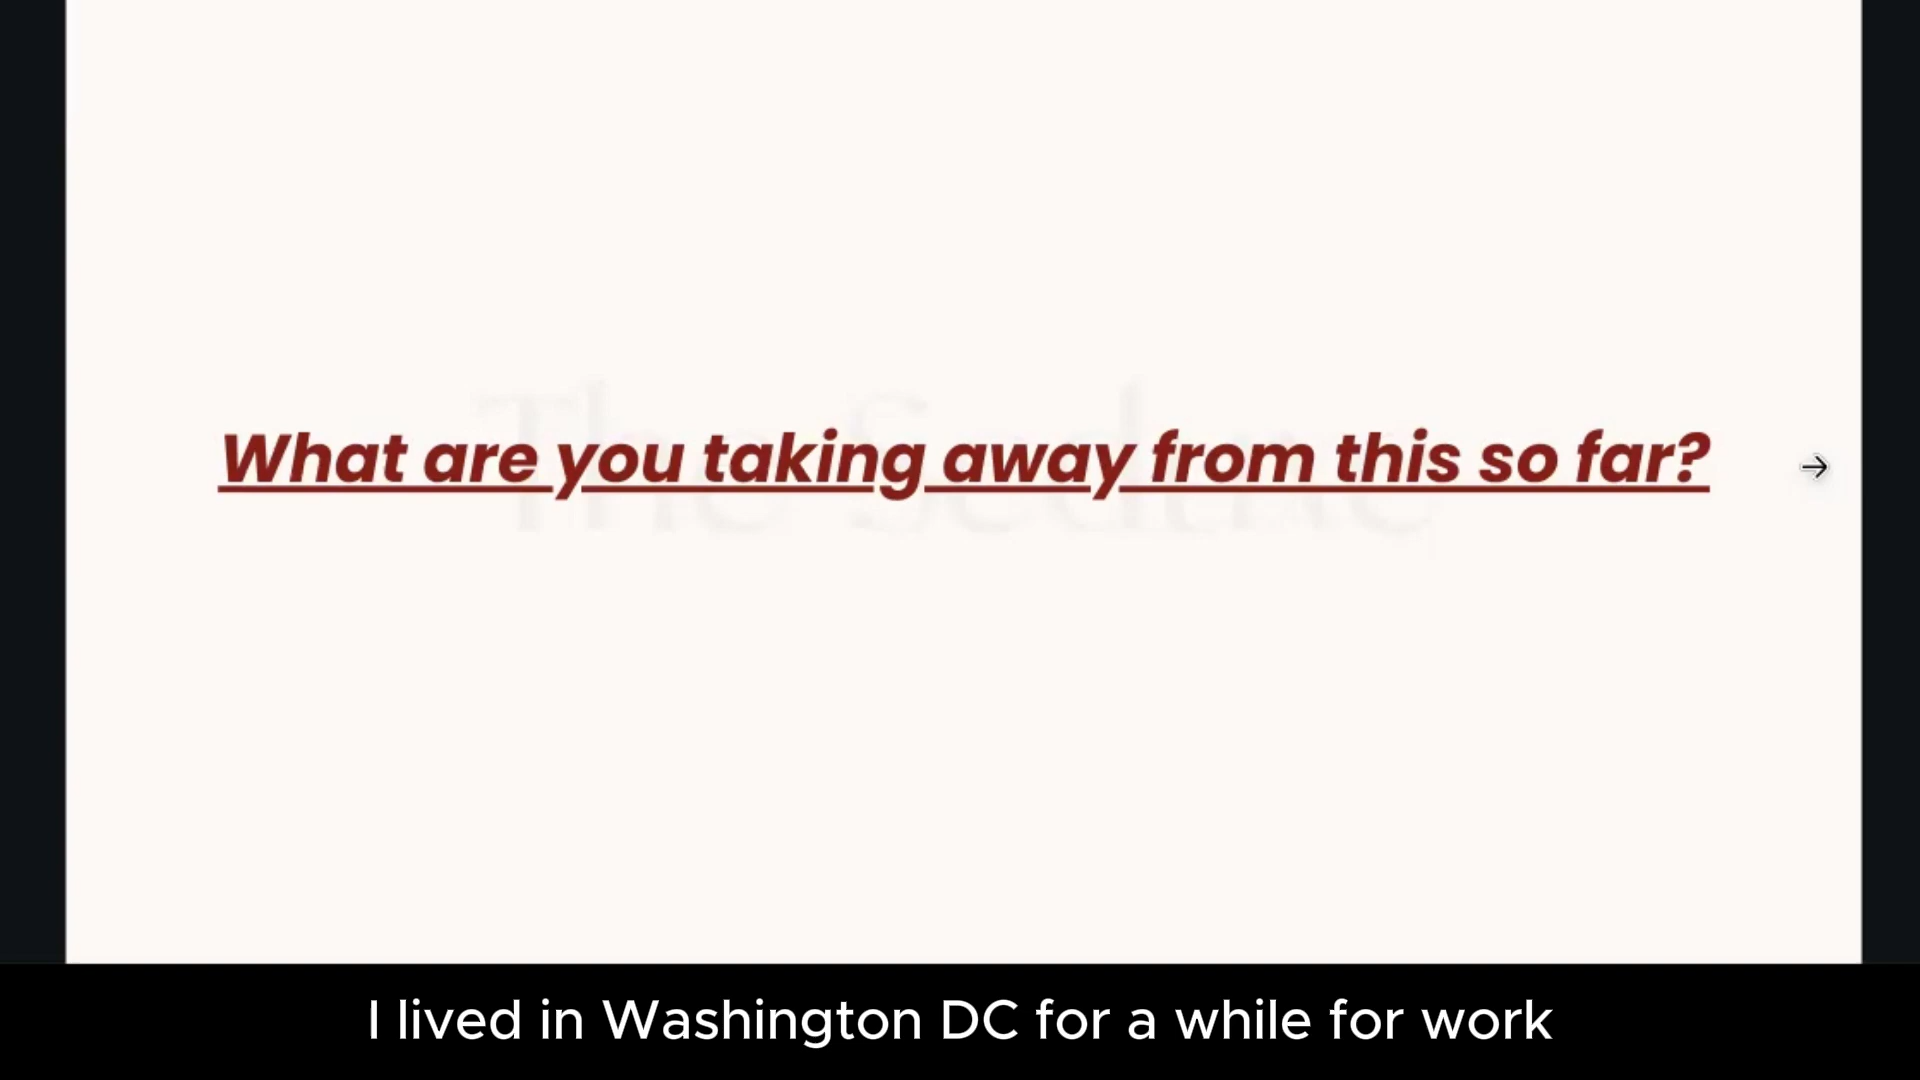 What are you taking away from this so far?
I lived in Washington DC for a while for work